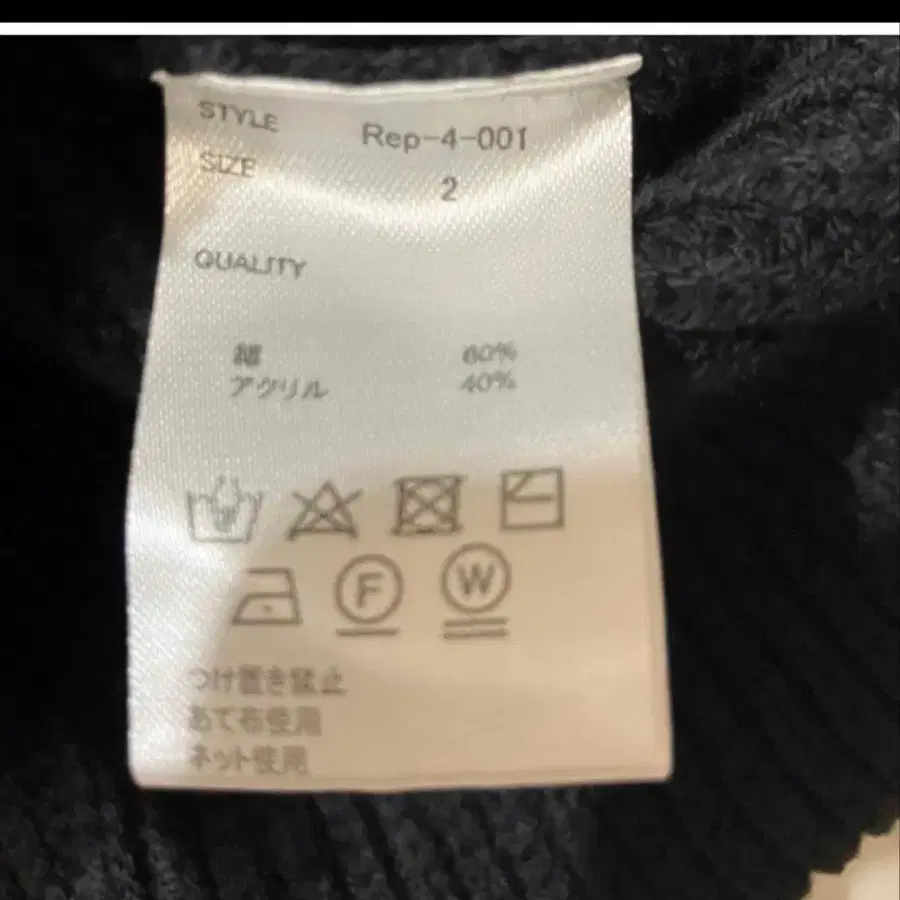 STYLE Rep-4-001
SIZE 2
QUALITY
綿 60%
アクリル 40%
F W
つけ置き禁止
あて布使用
ネット使用